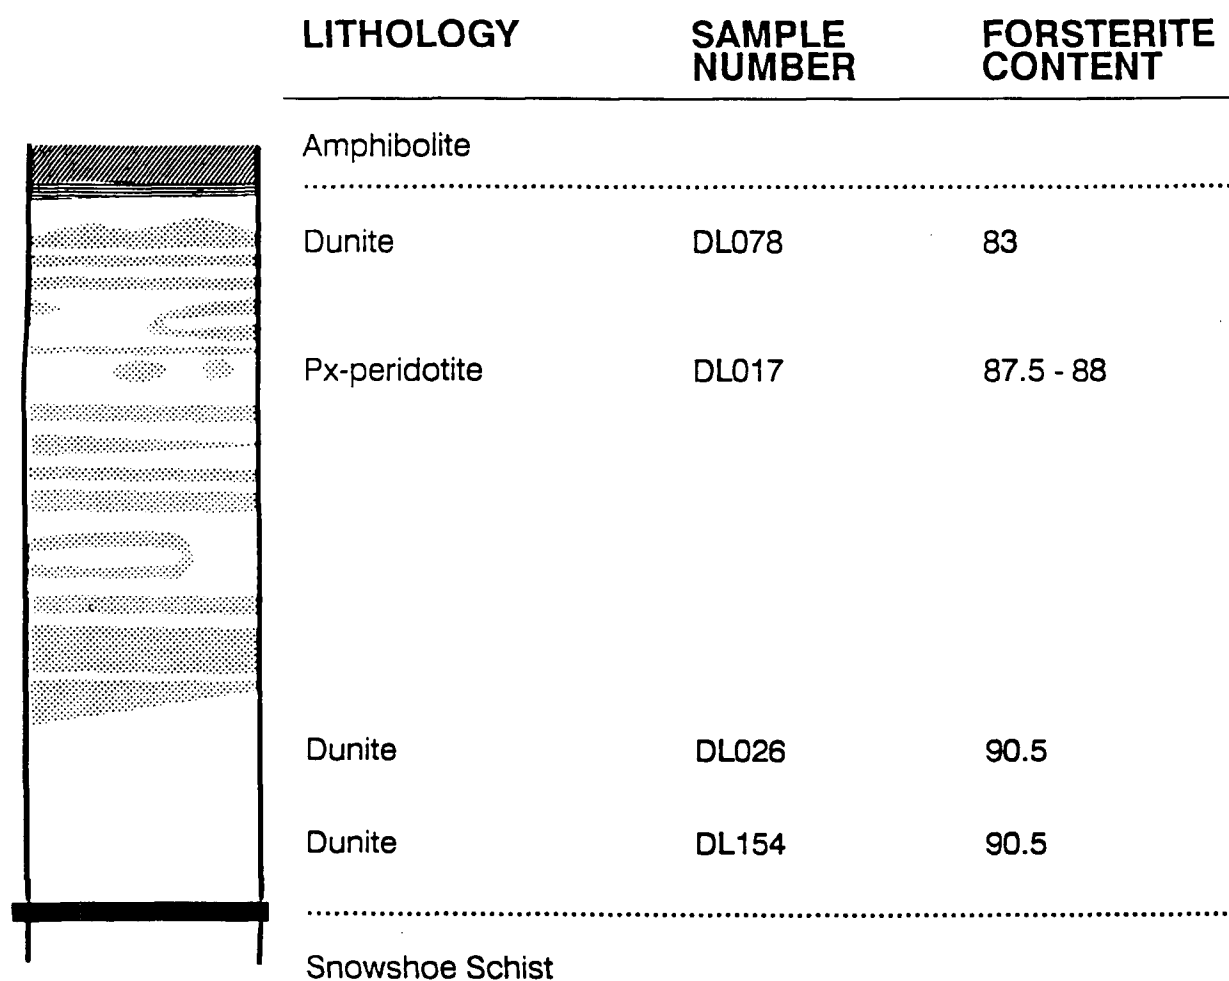 LITHOLOGY SAMPLE NUMBER FORSTERITE CONTENT
Amphibolite
Dunite DL078 83
Px-peridotite DL017 87.5 - 88
Dunite DL026 90.5
Dunite DL154 90.5
Snowshoe Schist